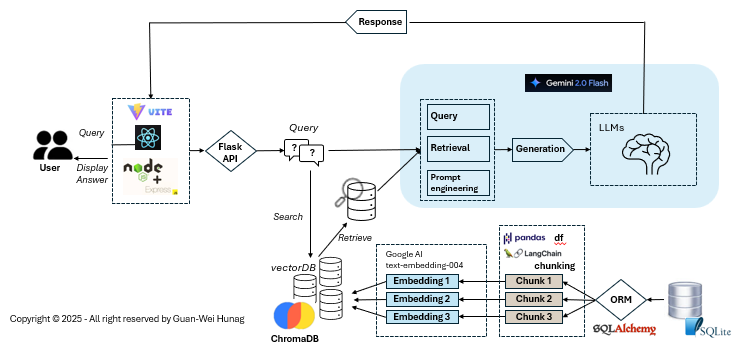 Response
Gemini 2.0 Flash
VITE
Query
Query
LLMs
Query
User
Display
Answer
node
JS
+
Express
JS
Flask
API
? ?
Retrieval
Generation
Prompt
engineering
Search
Retrieve
pandas df
LangChain
chunking
Google AI
text-embedding-004
vectorDB
Embedding 1
Chunk 1
Embedding 2
Chunk 2
ORM
Embedding 3
Chunk 3
SQLAlchemy
SQLite
ChromaDB
Copyright © 2025 - All right reserved by Guan-Wei Hunag